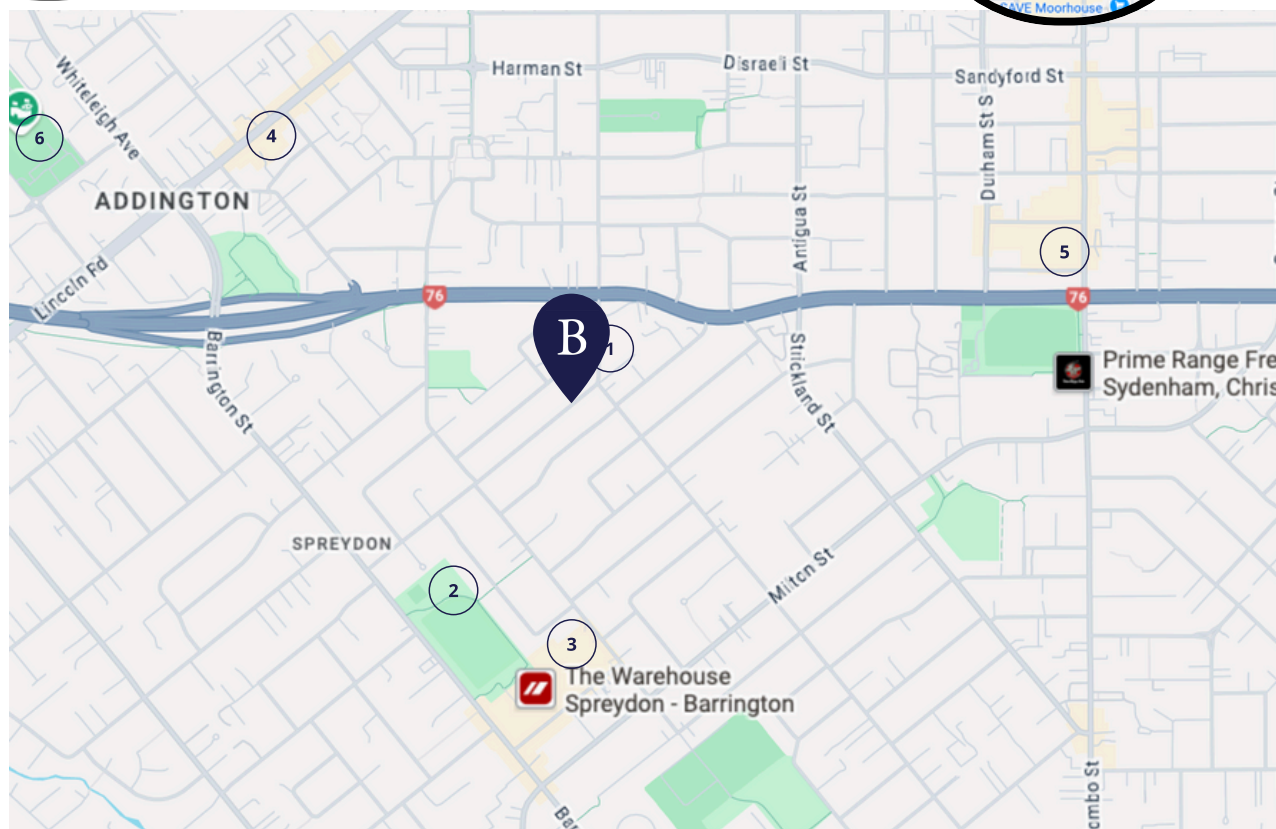 SAVE Moorhouse
Harman St
Disraeli St
Sandyford St
Whiteleigh Ave
6
4
Durham St S
ADDINGTON
Antigua St
5
Lincoln Rd
76
76
B
1
Barrington St
Strickland St
Prime Range Fre
Sydenham, Chris
SPREYDON
2
Milton St
3
The Warehouse
Spreydon - Barrington
ombo St
Bar